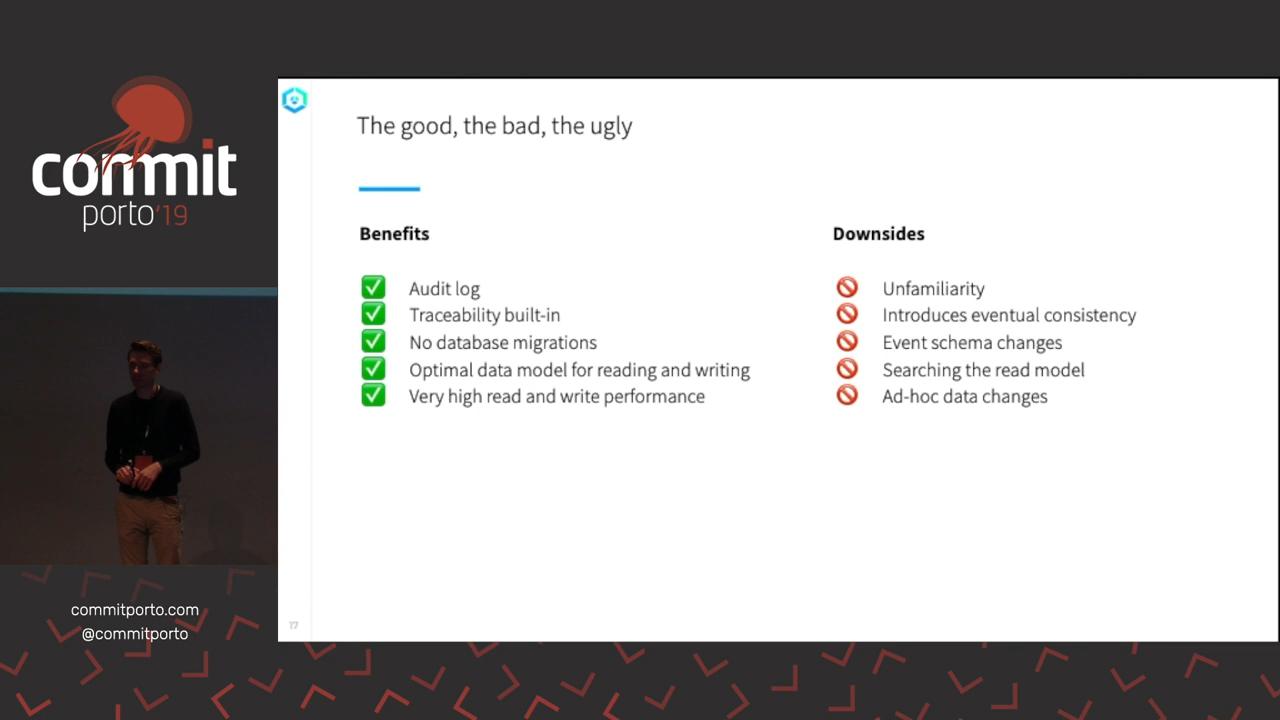 commit
porto'19
commitporto.com
@commitporto
The good, the bad, the ugly
Benefits
Audit log
Traceability built-in
No database migrations
Optimal data model for reading and writing
Very high read and write performance
Downsides
Unfamiliarity
Introduces eventual consistency
Event schema changes
Searching the read model
Ad-hoc data changes
17